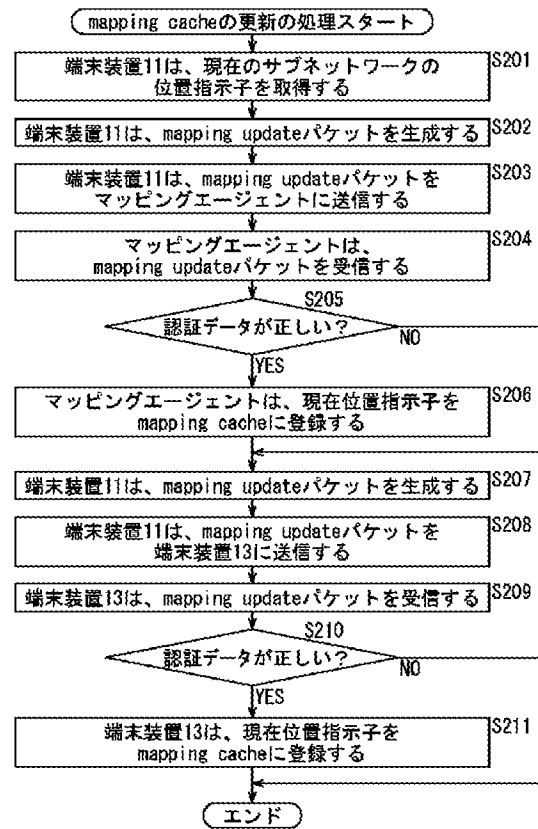 mapping cacheの更新の処理スタート
S201
端末装置11は、現在のサブネットワークの
位置指示子を取得する
S202
端末装置11は、mapping updateパケットを生成する
S203
端末装置11は、mapping updateパケットを
マッピングエージェントに送信する
S204
マッピングエージェントは、
mapping updateパケットを受信する
S205
認証データが正しい?
NO
YES
S206
マッピングエージェントは、現在位置指示子を
mapping cacheに登録する
S207
端末装置11は、mapping updateパケットを生成する
S208
端末装置11は、mapping updateパケットを
端末装置13に送信する
S209
端末装置13は、mapping updateパケットを受信する
S210
認証データが正しい?
NO
YES
S211
端末装置13は、現在位置指示子を
mapping cacheに登録する
エンド